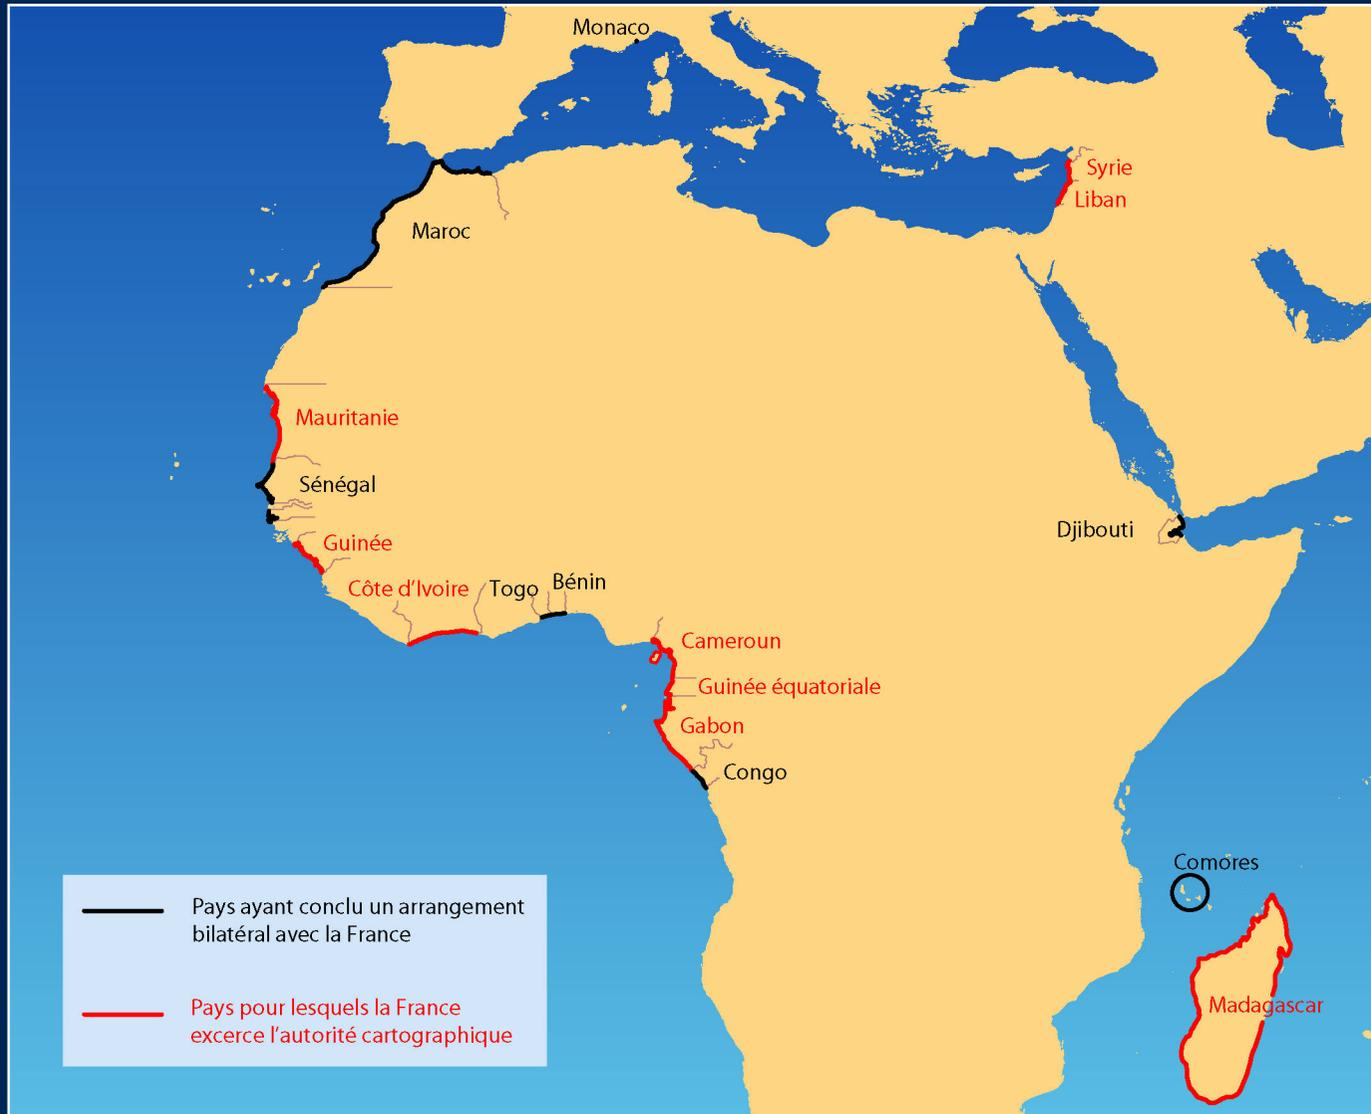 Monaco
Syrie
Liban
Maroc
Mauritanie
Sénégal
Guinée
Djibouti
Côte d'Ivoire
Togo
Bénin
Cameroun
Guinée équatoriale
Gabon
Congo
Comores
Madagascar
Pays ayant conclu un arrangement
bilatéral avec la France
Pays pour lesquels la France
excerce l'autorité cartographique